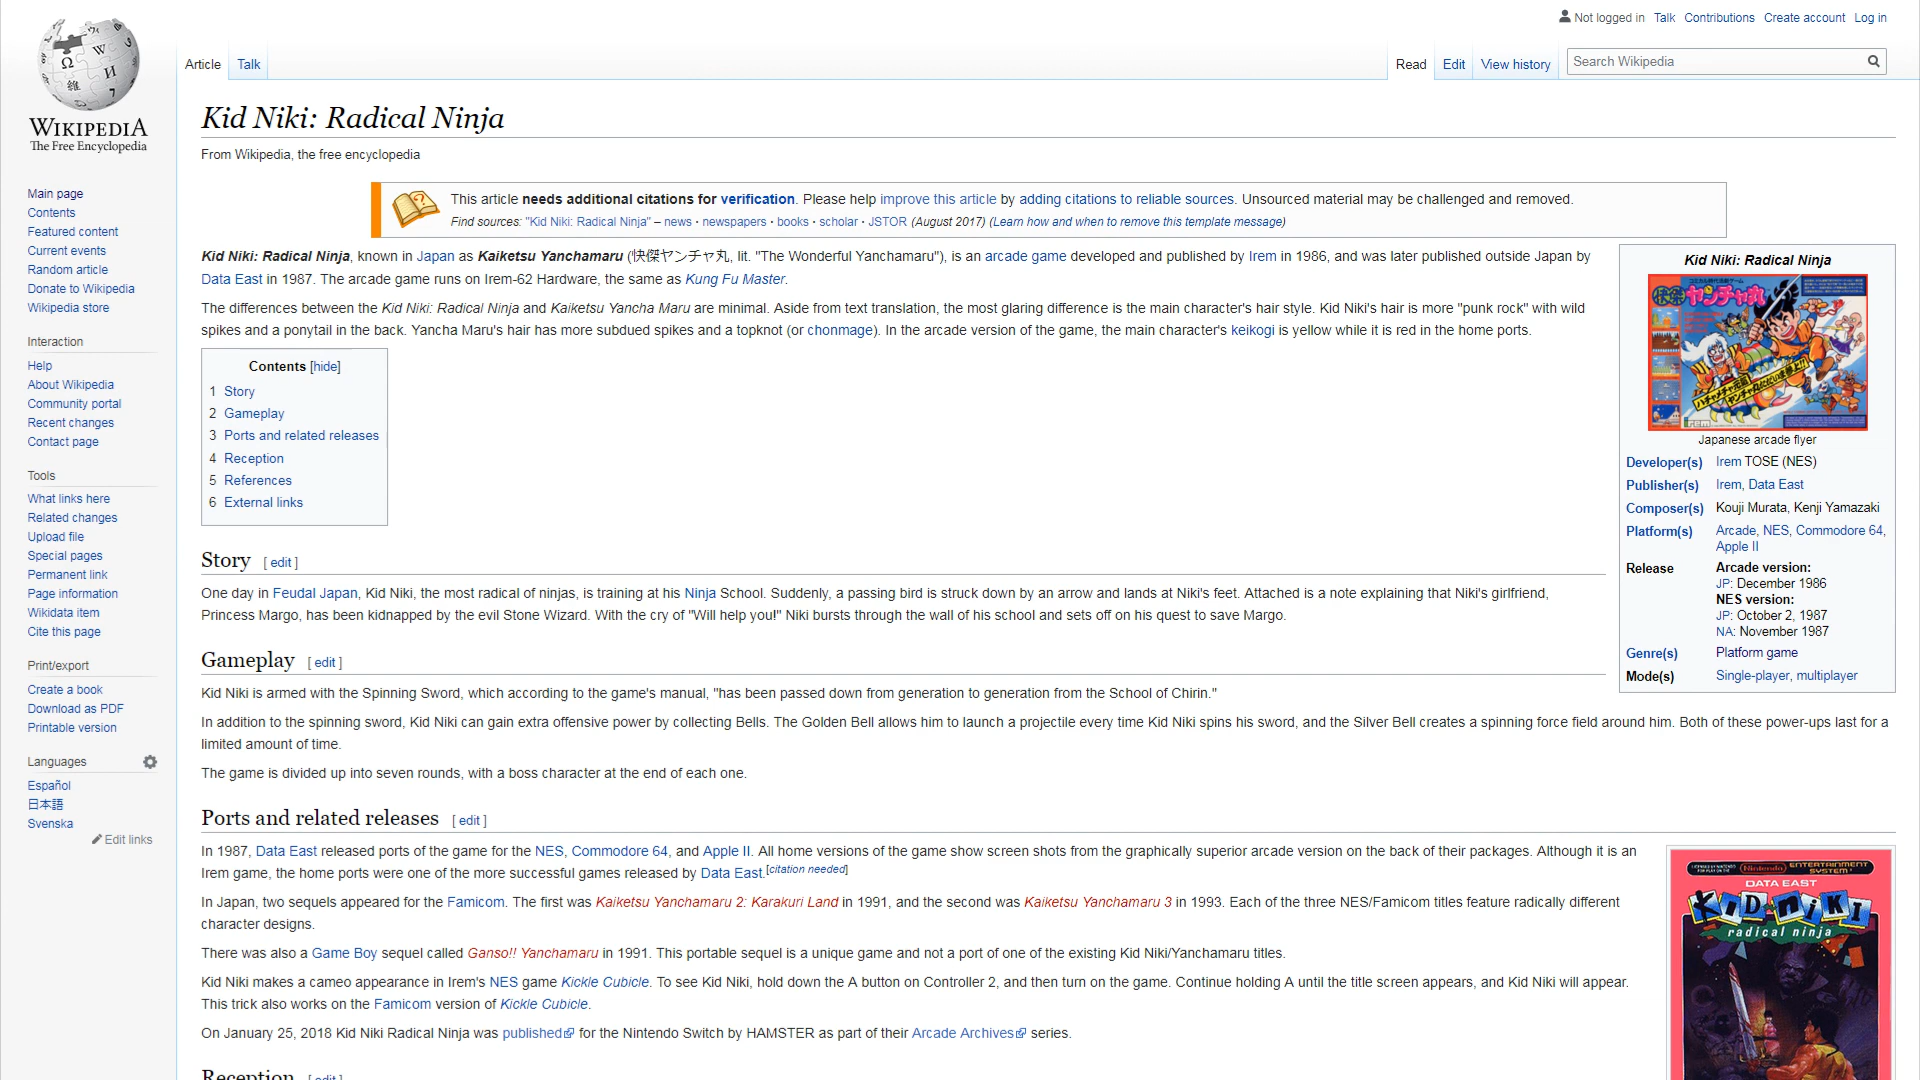 Not logged in Talk Contributions Create account Log in
Article Talk Read Edit View history Search Wikipedia
WIKIPEDIA
The Free Encyclopedia
Main page
Contents
Featured content
Current events
Random article
Donate to Wikipedia
Wikipedia store
Interaction
Help
About Wikipedia
Community portal
Recent changes
Contact page
Tools
What links here
Related changes
Upload file
Special pages
Permanent link
Page information
Wikidata item
Cite this page
Print/export
Create a book
Download as PDF
Printable version
Languages
Español
日本語
Svenska
Edit links
Kid Niki: Radical Ninja
From Wikipedia, the free encyclopedia
This article needs additional citations for verification. Please help improve this article by adding citations to reliable sources. Unsourced material may be challenged and removed.
Find sources: "Kid Niki: Radical Ninja" – news · newspapers · books · scholar · JSTOR (August 2017) (Learn how and when to remove this template message)
Kid Niki: Radical Ninja, known in Japan as Kaiketsu Yanchamaru (快傑ヤンチャ丸, lit. "The Wonderful Yanchamaru"), is an arcade game developed and published by Irem in 1986, and was later published outside Japan by
Data East in 1987. The arcade game runs on Irem-62 Hardware, the same as Kung Fu Master.
The differences between the Kid Niki: Radical Ninja and Kaiketsu Yancha Maru are minimal. Aside from text translation, the most glaring difference is the main character's hair style. Kid Niki's hair is more "punk rock" with wild
spikes and a ponytail in the back. Yancha Maru's hair has more subdued spikes and a topknot (or chonmage). In the arcade version of the game, the main character's keikogi is yellow while it is red in the home ports.
Contents [hide]
1 Story
2 Gameplay
3 Ports and related releases
4 Reception
5 References
6 External links
Kid Niki: Radical Ninja
快傑ヤンチャ丸
irem
Japanese arcade flyer
Developer(s) Irem TOSE (NES)
Publisher(s) Irem, Data East
Composer(s) Kouji Murata, Kenji Yamazaki
Platform(s) Arcade, NES, Commodore 64,
Apple II
Release Arcade version:
JP: December 1986
NES version:
JP: October 2, 1987
NA: November 1987
Genre(s) Platform game
Mode(s) Single-player, multiplayer
Story [ edit ]
One day in Feudal Japan, Kid Niki, the most radical of ninjas, is training at his Ninja School. Suddenly, a passing bird is struck down by an arrow and lands at Niki's feet. Attached is a note explaining that Niki's girlfriend,
Princess Margo, has been kidnapped by the evil Stone Wizard. With the cry of "Will help you!" Niki bursts through the wall of his school and sets off on his quest to save Margo.
Gameplay [ edit ]
Kid Niki is armed with the Spinning Sword, which according to the game's manual, "has been passed down from generation to generation from the School of Chirin."
In addition to the spinning sword, Kid Niki can gain extra offensive power by collecting Bells. The Golden Bell allows him to launch a projectile every time Kid Niki spins his sword, and the Silver Bell creates a spinning force field around him. Both of these power-ups last for a
limited amount of time.
The game is divided up into seven rounds, with a boss character at the end of each one.
Ports and related releases [ edit ]
In 1987, Data East released ports of the game for the NES, Commodore 64, and Apple II. All home versions of the game show screen shots from the graphically superior arcade version on the back of their packages. Although it is an
Irem game, the home ports were one of the more successful games released by Data East.[citation needed]
In Japan, two sequels appeared for the Famicom. The first was Kaiketsu Yanchamaru 2: Karakuri Land in 1991, and the second was Kaiketsu Yanchamaru 3 in 1993. Each of the three NES/Famicom titles feature radically different
character designs.
There was also a Game Boy sequel called Ganso!! Yanchamaru in 1991. This portable sequel is a unique game and not a port of one of the existing Kid Niki/Yanchamaru titles.
Kid Niki makes a cameo appearance in Irem's NES game Kickle Cubicle. To see Kid Niki, hold down the A button on Controller 2, and then turn on the game. Continue holding A until the title screen appears, and Kid Niki will appear.
This trick also works on the Famicom version of Kickle Cubicle.
On January 25, 2018 Kid Niki Radical Ninja was published for the Nintendo Switch by HAMSTER as part of their Arcade Archives series.
Nintendo ENTERTAINMENT SYSTEM
DATA EAST
KID NIKI
radical ninja
Reception [ edit ]